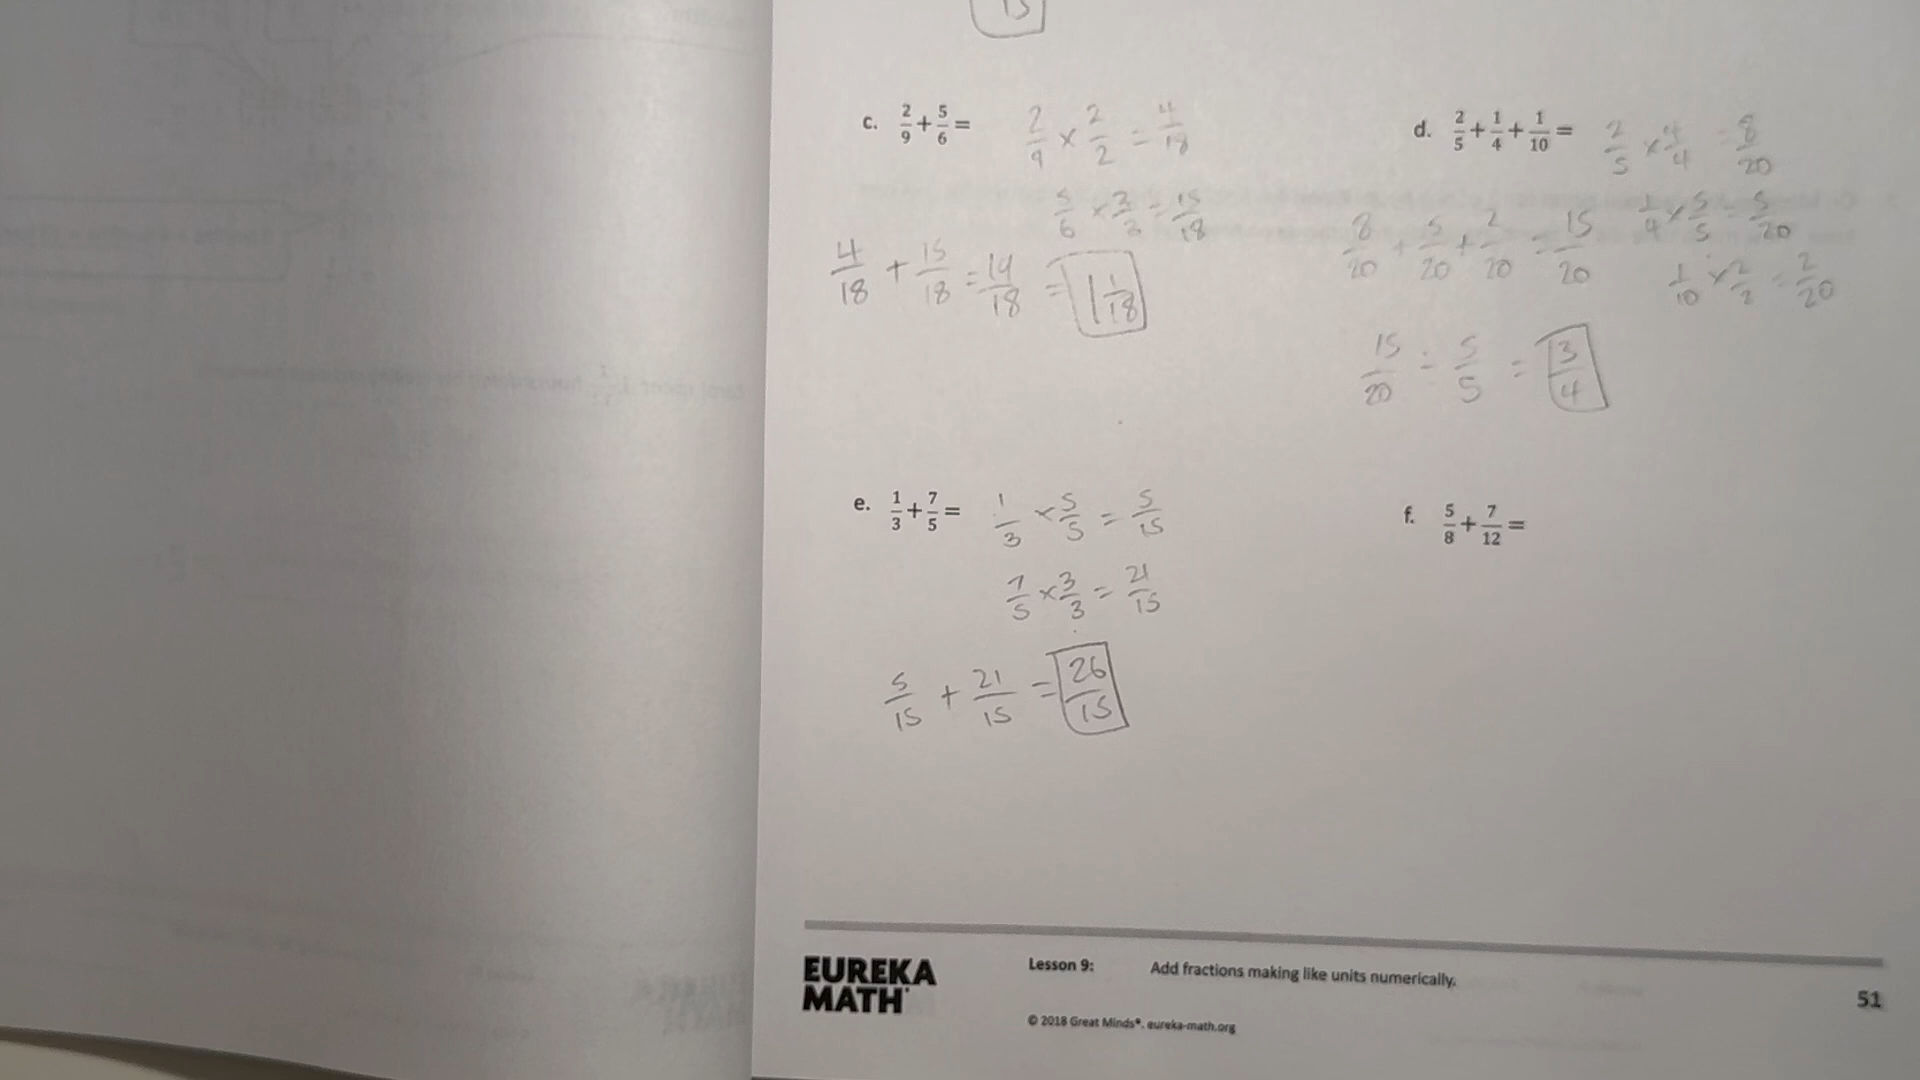 15
c. 2/9 + 5/6 = 2/9 × 2/2 = 4/18
5/6 × 3/3 = 15/18
4/18 + 15/18 = 19/18 = 1 1/18
d. 2/5 + 1/4 + 1/10 = 2/5 × 4/4 = 8/20
1/4 × 5/5 = 5/20
8/20 + 5/20 + 2/20 = 15/20
1/10 × 2/2 = 2/20
15/20 ÷ 5/5 = 3/4
e. 1/3 + 7/5 = 1/3 × 5/5 = 5/15
7/5 × 3/3 = 21/15
5/15 + 21/15 = 26/15
f. 5/8 + 7/12 =
EUREKA
MATH
Lesson 9: Add fractions making like units numerically.
51
© 2018 Great Minds®. eureka-math.org